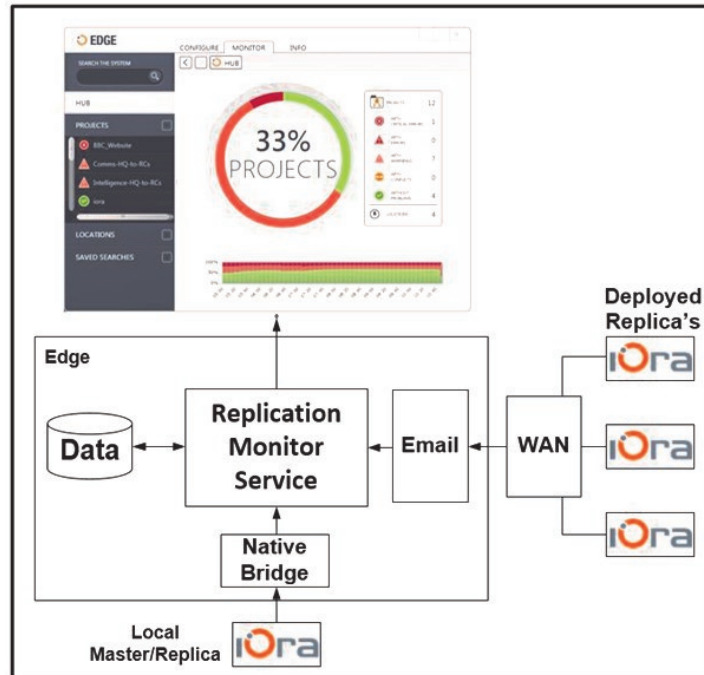 EDGE
CONFIGURE MONITOR INFO
SEARCH THE SYSTEM
HUB
HUB
PROJECTS
BBC_Website
Comms-HQ-to-RCs
Intelligence-HQ-to-RCs
iora
LOCATIONS
SAVED SEARCHES
33%
PROJECTS
12
1
0
7
0
4
4
100%
Deployed
Replica's
iOra
iOra
iOra
Edge
Data
Replication
Monitor
Service
Email
WAN
Native
Bridge
Local
Master/Replica
iOra